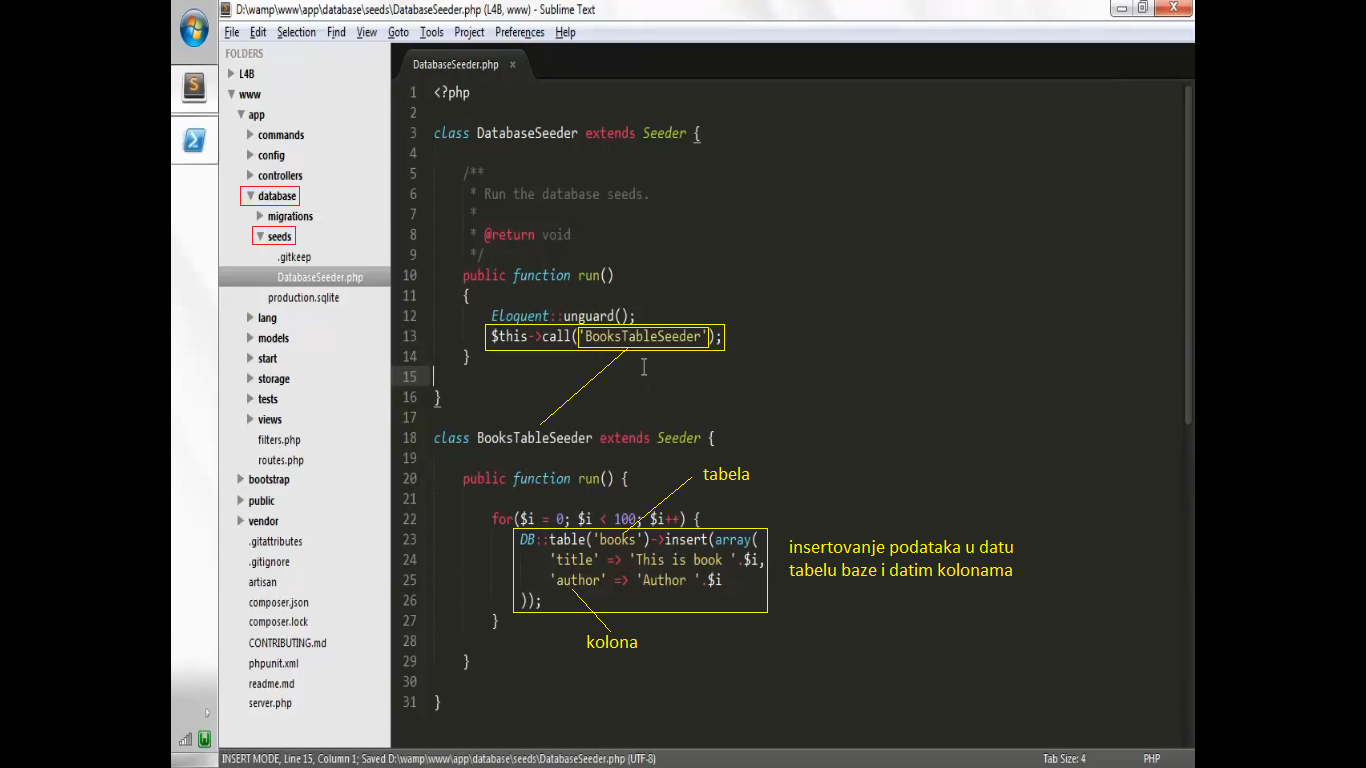 D:\wamp\www\app\database\seeds\DatabaseSeeder.php (L4B, www) - Sublime Text
File Edit Selection Find View Goto Tools Project Preferences Help
FOLDERS
L4B
www
app
commands
config
controllers
database
migrations
seeds
.gitkeep
DatabaseSeeder.php
production.sqlite
lang
models
start
storage
tests
views
filters.php
routes.php
bootstrap
public
vendor
.gitattributes
.gitignore
artisan
composer.json
composer.lock
CONTRIBUTING.md
phpunit.xml
readme.md
server.php
DatabaseSeeder.php ×
1 <?php
2
3 class DatabaseSeeder extends Seeder {
4
5 /**
6 * Run the database seeds.
7 *
8 * @return void
9 */
10 public function run()
11 {
12 Eloquent::unguard();
13 $this->call('BooksTableSeeder');
14 }
15
16 }
17
18 class BooksTableSeeder extends Seeder {
19
20 public function run() {
21
22 for($i = 0; $i < 100; $i++) {
23 DB::table('books')->insert(array(
24 'title' => 'This is book '.$i,
25 'author' => 'Author '.$i
26 ));
27 }
28
29 }
30
31 }
tabela
insertovanje podataka u datu
tabelu baze i datim kolonama
kolona
INSERT MODE, Line 15, Column 1; Saved D:\wamp\www\app\database\seeds\DatabaseSeeder.php (UTF-8) Tab Size: 4 PHP